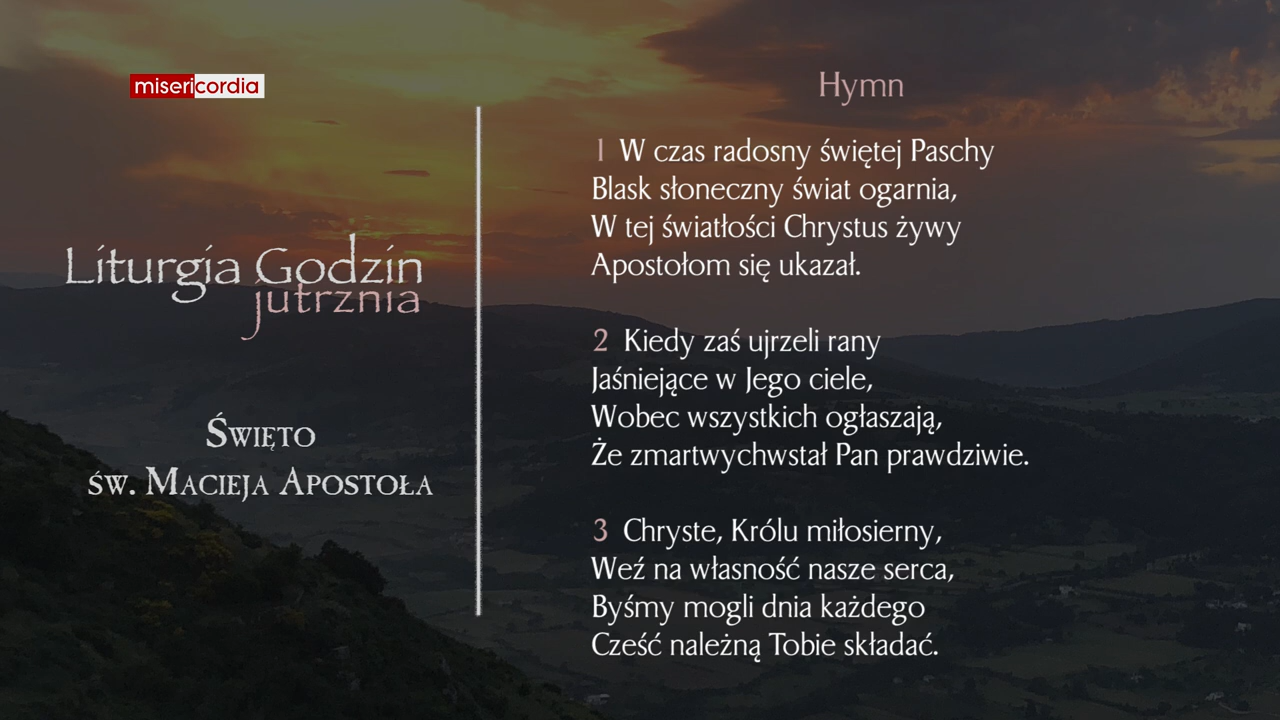 misericordia
Liturgia Godzin
jutrznia
Święto
św. Macieja Apostoła
Hymn
1 W czas radosny świętej Paschy
Blask słoneczny świat ogarnia,
W tej światłości Chrystus żywy
Apostołom się ukazał.
2 Kiedy zaś ujrzeli rany
Jaśniejące w Jego ciele,
Wobec wszystkich ogłaszają,
Że zmartwychwstał Pan prawdziwie.
3 Chryste, Królu miłosierny,
Weź na własność nasze serca,
Byśmy mogli dnia każdego
Cześć należną Tobie składać.